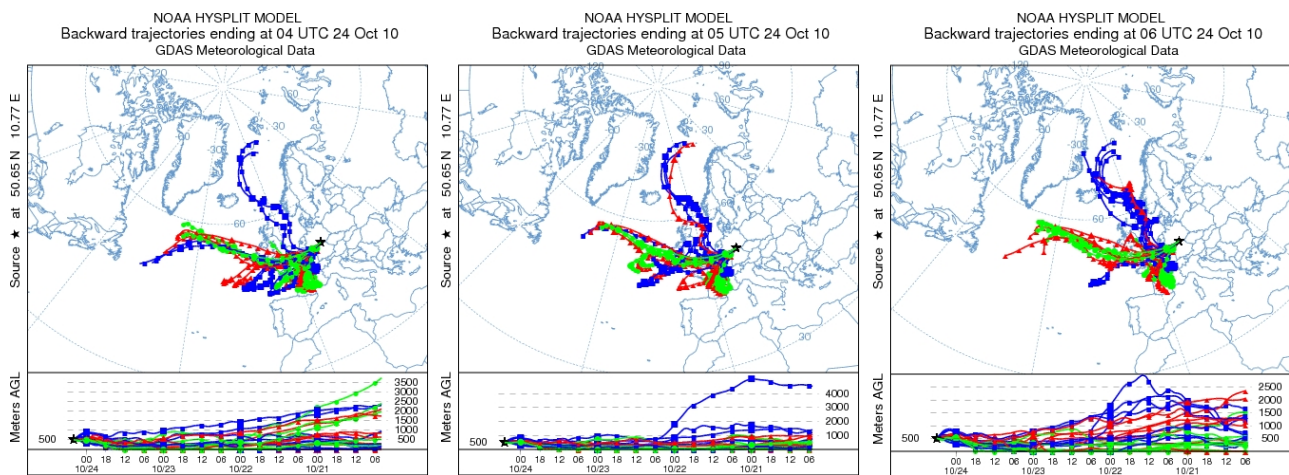 NOAA HYSPLIT MODEL
Backward trajectories ending at 04 UTC 24 Oct 10
GDAS Meteorological Data
Source ★ at 50.65 N 10.77 E
60
30
Meters AGL
3500
3000
2500
2000
1500
1000
500
500
00 18 12 06 00 18 12 06 00 18 12 06 00 18 12 06
10/24 10/23 10/22 10/21
NOAA HYSPLIT MODEL
Backward trajectories ending at 05 UTC 24 Oct 10
GDAS Meteorological Data
Source ★ at 50.65 N 10.77 E
60
30
Meters AGL
4000
3000
2000
1000
500
00 18 12 06 00 18 12 06 00 18 12 06 00 18 12 06
10/24 10/23 10/22 10/21
NOAA HYSPLIT MODEL
Backward trajectories ending at 06 UTC 24 Oct 10
GDAS Meteorological Data
Source ★ at 50.65 N 10.77 E
60
30
Meters AGL
2500
2000
1500
1000
500
500
00 18 12 06 00 18 12 06 00 18 12 06 00 18 12 06
10/24 10/23 10/22 10/21